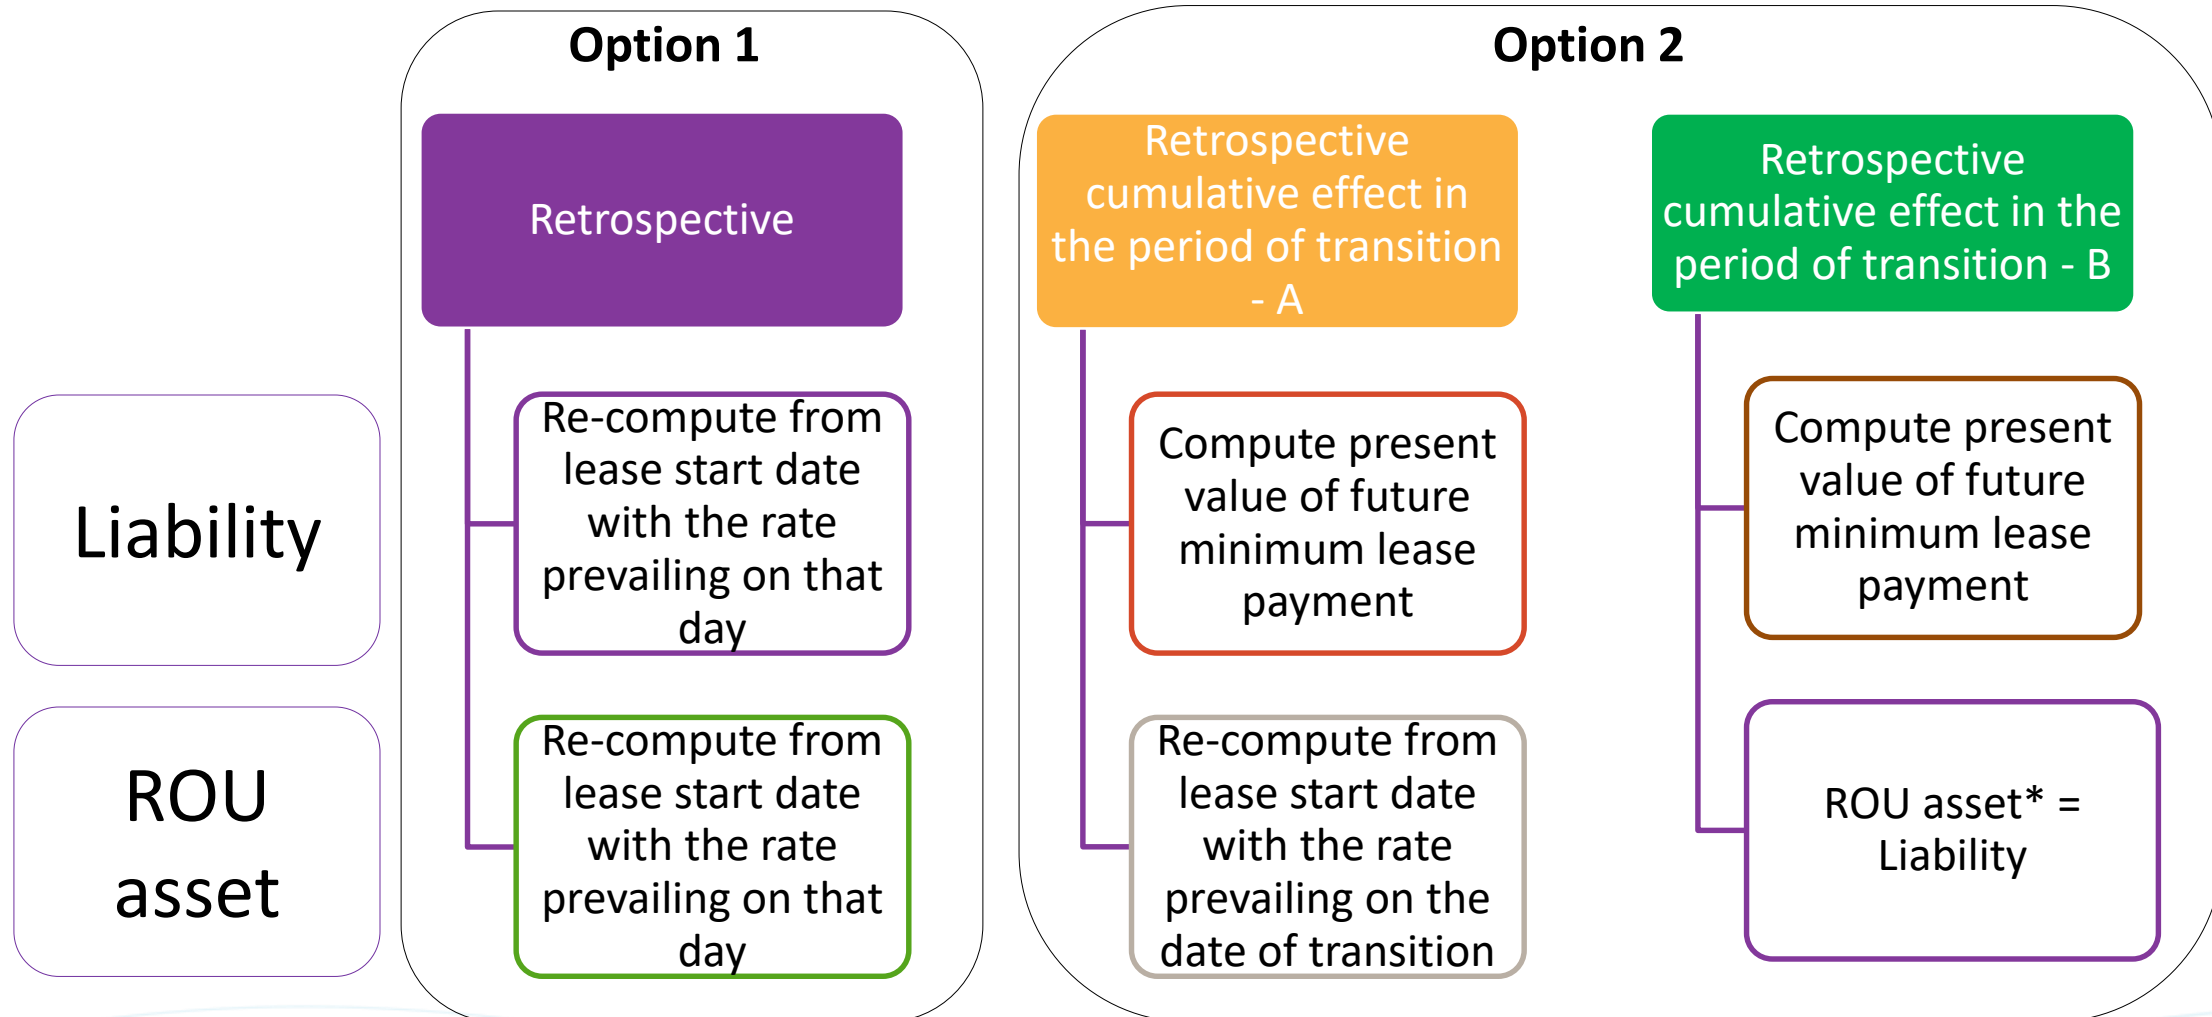 Option 1
Option 2
Retrospective
Retrospective
cumulative effect in
the period of transition
- A
Retrospective
cumulative effect in the
period of transition - B
Liability
Re-compute from
lease start date
with the rate
prevailing on that
day
Compute present
value of future
minimum lease
payment
Compute present
value of future
minimum lease
payment
ROU
asset
Re-compute from
lease start date
with the rate
prevailing on that
day
Re-compute from
lease start date
with the rate
prevailing on the
date of transition
ROU asset* =
Liability